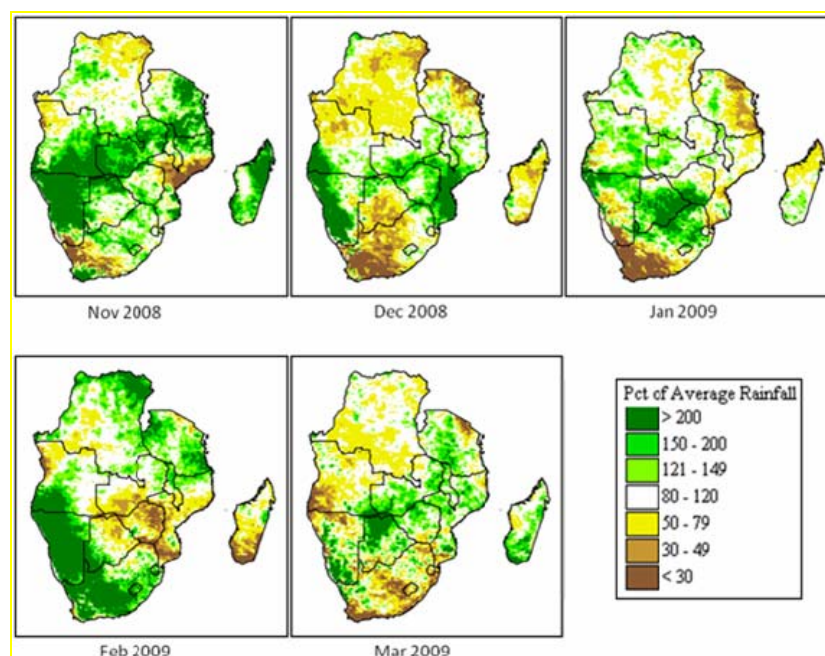 Nov 2008
Dec 2008
Jan 2009
Pct of Average Rainfall
> 200
150 - 200
121 - 149
80 - 120
50 - 79
30 - 49
< 30
Feb 2009
Mar 2009